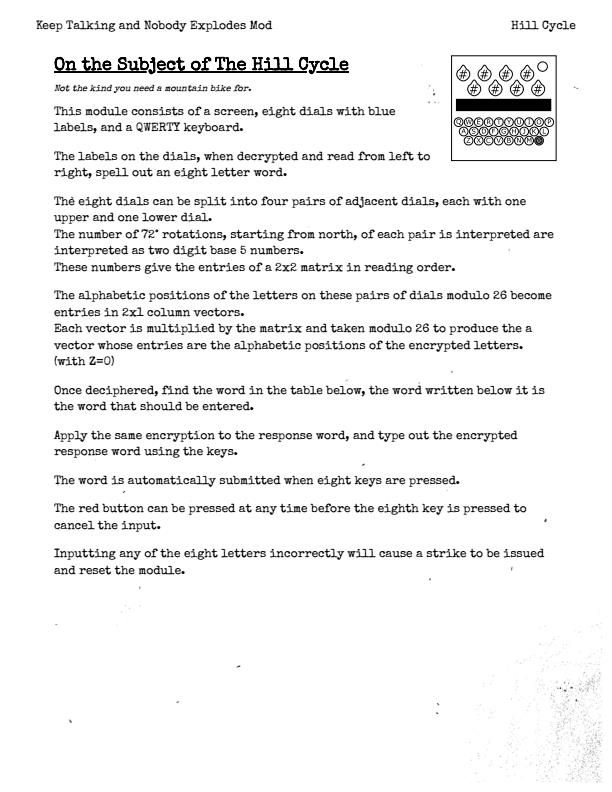 Keep Talking and Nobody Explodes Mod
Hill Cycle
On the Subject of The Hill Cycle
Not the kind you need a mountain bike for.
This module consists of a screen, eight dials with blue
labels, and a QWERTY keyboard.
The labels on the dials, when decrypted and read from left to
right, spell out an eight letter word.
The eight dials can be split into four pairs of adjacent dials, each with one
upper and one lower dial.
The number of 72° rotations, starting from north, of each pair is interpreted are
interpreted as two digit base 5 numbers.
These numbers give the entries of a 2x2 matrix in reading order.
The alphabetic positions of the letters on these pairs of dials modulo 26 become
entries in 2x1 column vectors.
Each vector is multiplied by the matrix and taken modulo 26 to produce the a
vector whose entries are the alphabetic positions of the encrypted letters.
(with Z=0)
Once deciphered, find the word in the table below, the word written below it is
the word that should be entered.
Apply the same encryption to the response word, and type out the encrypted
response word using the keys.
The word is automatically submitted when eight keys are pressed.
The red button can be pressed at any time before the eighth key is pressed to
cancel the input.
Inputting any of the eight letters incorrectly will cause a strike to be issued
and reset the module.
# # # #
# # # #
Q W E R T Y U I O P
A S D F G H J K L
Z X C V B N M